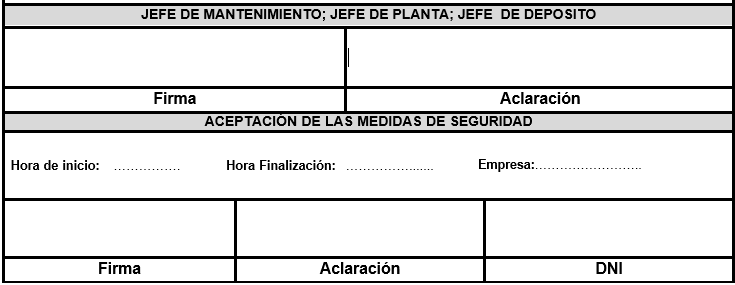 JEFE DE MANTENIMIENTO; JEFE DE PLANTA; JEFE  DE DEPOSITO
Firma Aclaración
ACEPTACIÓN DE LAS MEDIDAS DE SEGURIDAD
Hora de inicio: ……………. Hora Finalización: ……………....... Empresa:……………………..
Firma Aclaración DNI